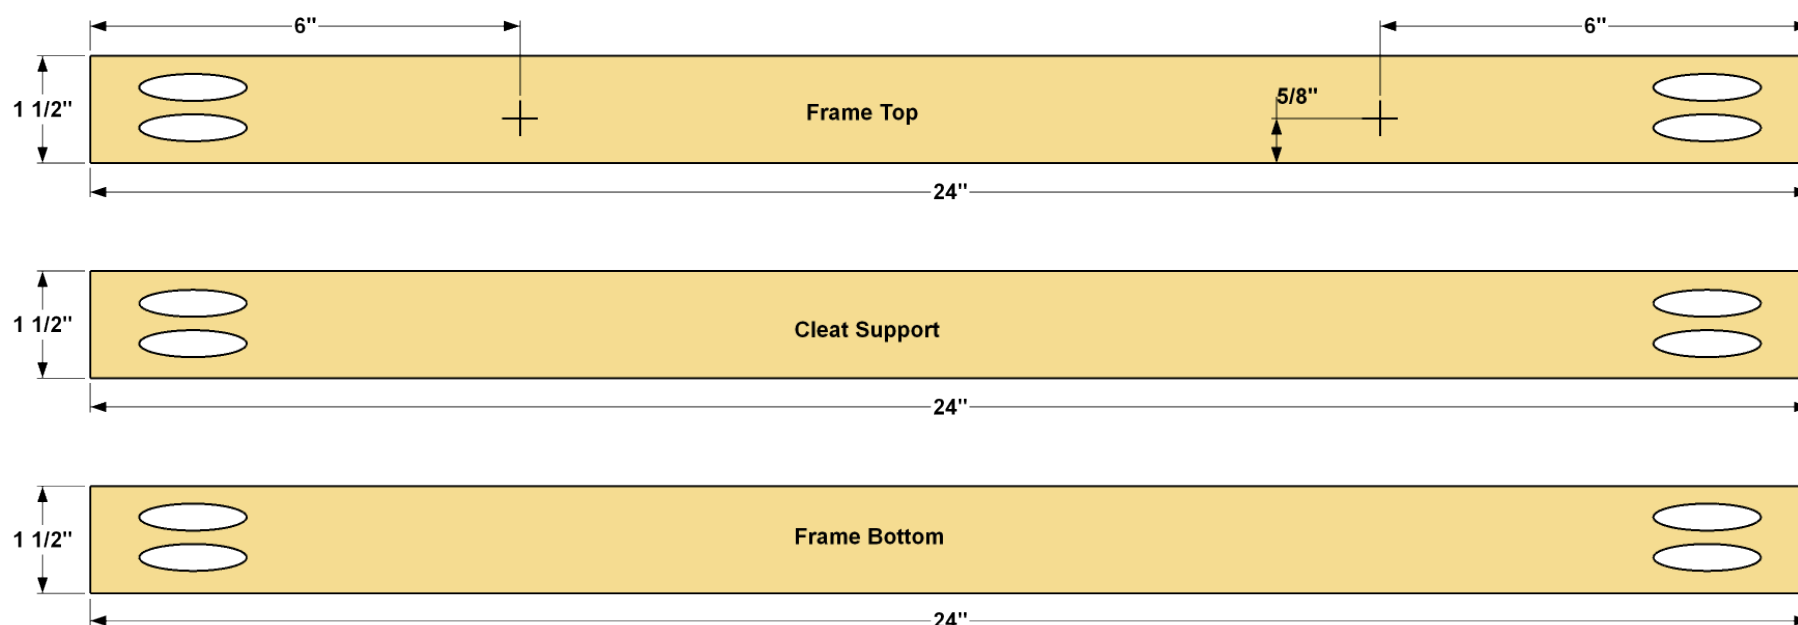 6" 6"
1 1/2" Frame Top 5/8"
24"
1 1/2" Cleat Support
24"
1 1/2" Frame Bottom
24"